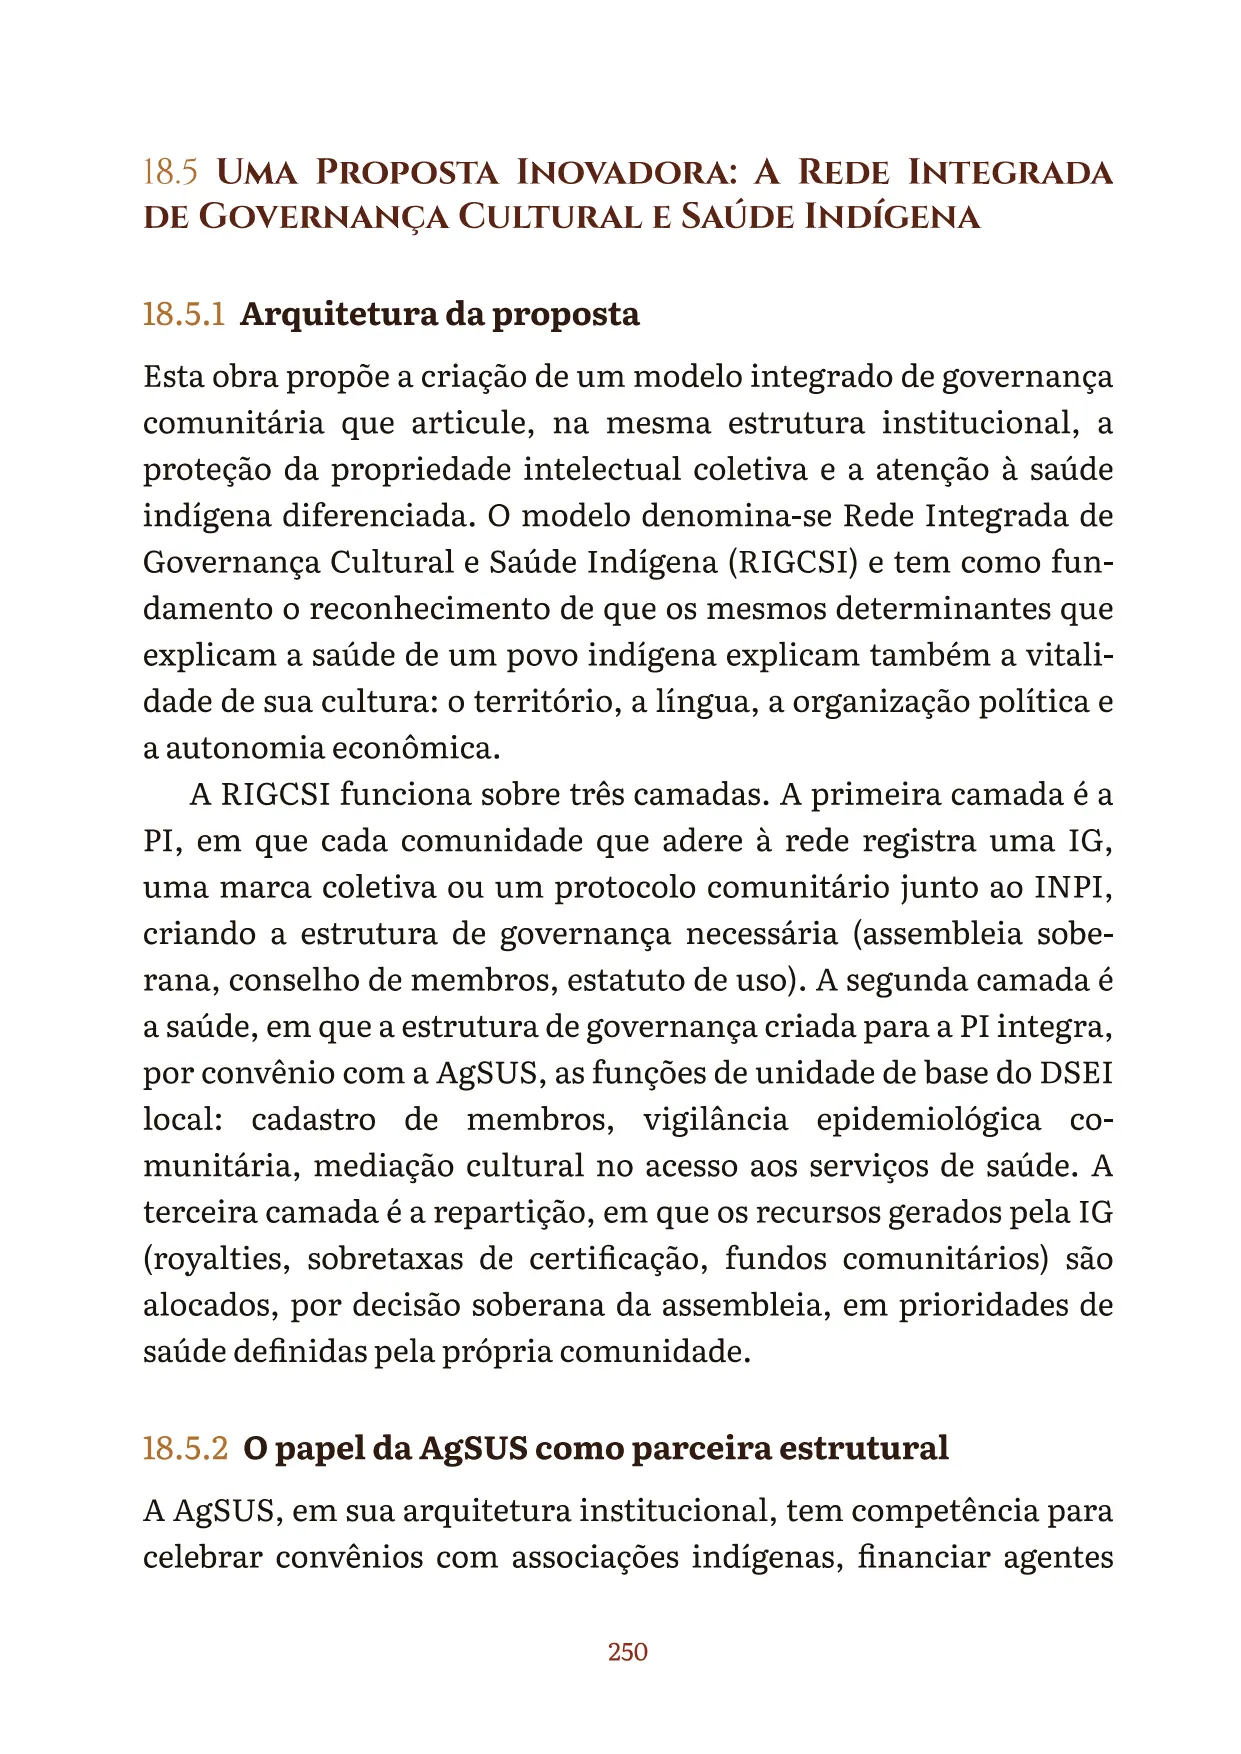 18.5 Uma Proposta Inovadora: A Rede Integrada
de Governança Cultural e Saúde Indígena
18.5.1 Arquitetura da proposta
Esta obra propõe a criação de um modelo integrado de governança
comunitária que articule, na mesma estrutura institucional, a
proteção da propriedade intelectual coletiva e a atenção à saúde
indígena diferenciada. O modelo denomina-se Rede Integrada de
Governança Cultural e Saúde Indígena (RIGCSI) e tem como fun-
damento o reconhecimento de que os mesmos determinantes que
explicam a saúde de um povo indígena explicam também a vitali-
dade de sua cultura: o território, a língua, a organização política e
a autonomia econômica.
A RIGCSI funciona sobre três camadas. A primeira camada é a
PI, em que cada comunidade que adere à rede registra uma IG,
uma marca coletiva ou um protocolo comunitário junto ao INPI,
criando a estrutura de governança necessária (assembleia sobe-
rana, conselho de membros, estatuto de uso). A segunda camada é
a saúde, em que a estrutura de governança criada para a PI integra,
por convênio com a AgSUS, as funções de unidade de base do DSEI
local: cadastro de membros, vigilância epidemiológica co-
munitária, mediação cultural no acesso aos serviços de saúde. A
terceira camada é a repartição, em que os recursos gerados pela IG
(royalties, sobretaxas de certificação, fundos comunitários) são
alocados, por decisão soberana da assembleia, em prioridades de
saúde definidas pela própria comunidade.
18.5.2 O papel da AgSUS como parceira estrutural
A AgSUS, em sua arquitetura institucional, tem competência para
celebrar convênios com associações indígenas, financiar agentes
250